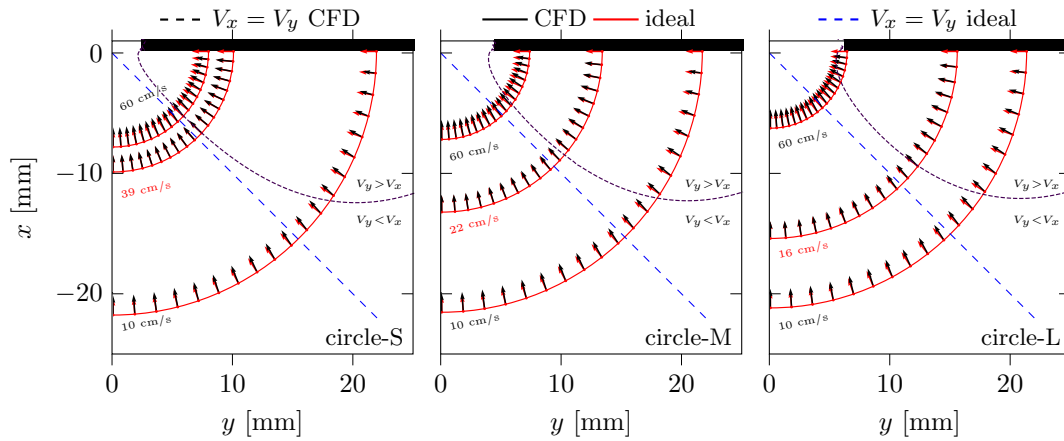 V_x = V_y CFD
CFD
ideal
V_x = V_y ideal
0
−10
−20
x [mm]
60 cm/s
39 cm/s
10 cm/s
V_y>V_x
V_y<V_x
circle-S
0
10
20
y [mm]
60 cm/s
22 cm/s
10 cm/s
V_y>V_x
V_y<V_x
circle-M
0
10
20
y [mm]
60 cm/s
16 cm/s
10 cm/s
V_y>V_x
V_y<V_x
circle-L
0
10
20
y [mm]